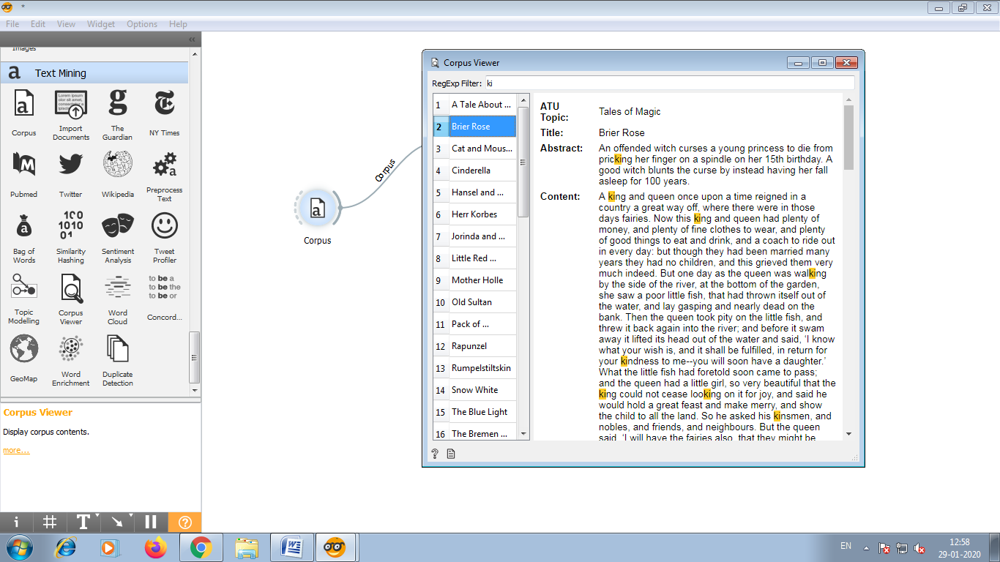 *
File Edit View Widget Options Help
Images
Text Mining
Corpus
Import Documents
The Guardian
NY Times
Pubmed
Twitter
Wikipedia
Preprocess Text
Bag of Words
Similarity Hashing
Sentiment Analysis
Tweet Profiler
Topic Modelling
Corpus Viewer
Word Cloud
Concord...
GeoMap
Word Enrichment
Duplicate Detection
Corpus Viewer
Display corpus contents.
more...
Corpus
Corpus
Corpus Viewer
RegExp Filter: ki
1 A Tale About ...
2 Brier Rose
3 Cat and Mous...
4 Cinderella
5 Hansel and ...
6 Herr Korbes
7 Jorinda and ...
8 Little Red ...
9 Mother Holle
10 Old Sultan
11 Pack of ...
12 Rapunzel
13 Rumpelstiltskin
14 Snow White
15 The Blue Light
16 The Bremen ...
ATU Topic: Tales of Magic
Title: Brier Rose
Abstract: An offended witch curses a young princess to die from
pricking her finger on a spindle on her 15th birthday. A
good witch blunts the curse by instead having her fall
asleep for 100 years.
Content: A king and queen once upon a time reigned in a
country a great way off, where there were in those
days fairies. Now this king and queen had plenty of
money, and plenty of fine clothes to wear, and plenty
of good things to eat and drink, and a coach to ride out
in every day: but though they had been married many
years they had no children, and this grieved them very
much indeed. But one day as the queen was walking
by the side of the river, at the bottom of the garden,
she saw a poor little fish, that had thrown itself out of
the water, and lay gasping and nearly dead on the
bank. Then the queen took pity on the little fish, and
threw it back again into the river; and before it swam
away it lifted its head out of the water and said, ‘I know
what your wish is, and it shall be fulfilled, in return for
your kindness to me--you will soon have a daughter.’
What the little fish had foretold soon came to pass;
and the queen had a little girl, so very beautiful that the
king could not cease looking on it for joy, and said he
would hold a great feast and make merry, and show
the child to all the land. So he asked his kinsmen, and
nobles, and friends, and neighbours. But the queen
said, ‘I will have the fairies also, that they might be
EN
12:58
29-01-2020